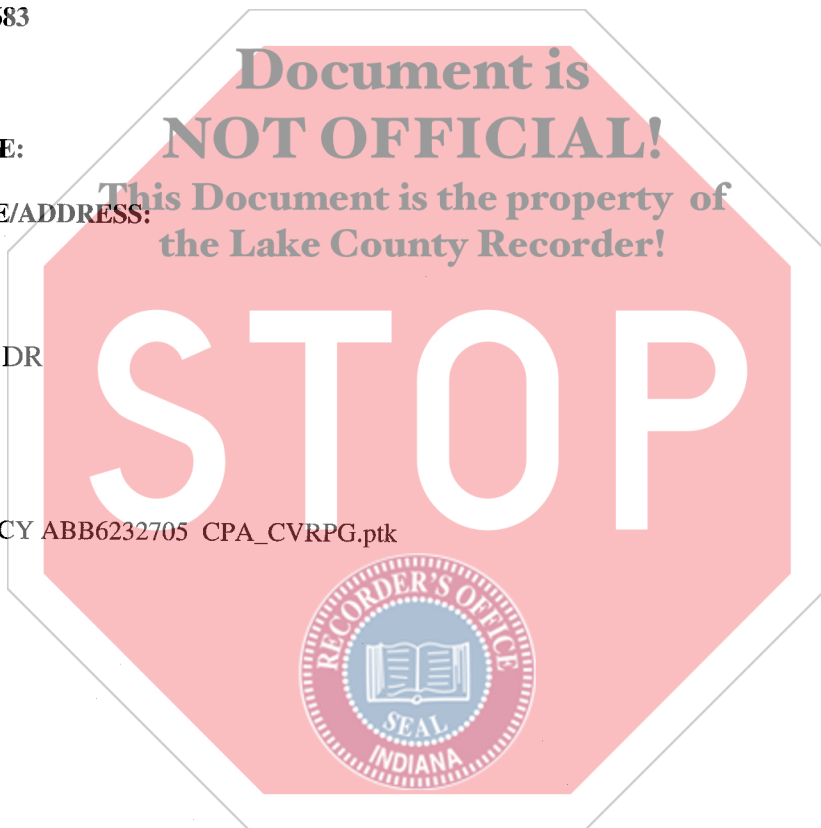 683
Document is
NOT OFFICIAL!
E:
This Document is the property of
E/ADDRESS:
the Lake County Recorder!
STOP
DR
CY ABB6232705 CPA_CVRPG.ptk
RECORDER'S OFFICE
SEAL
INDIANA